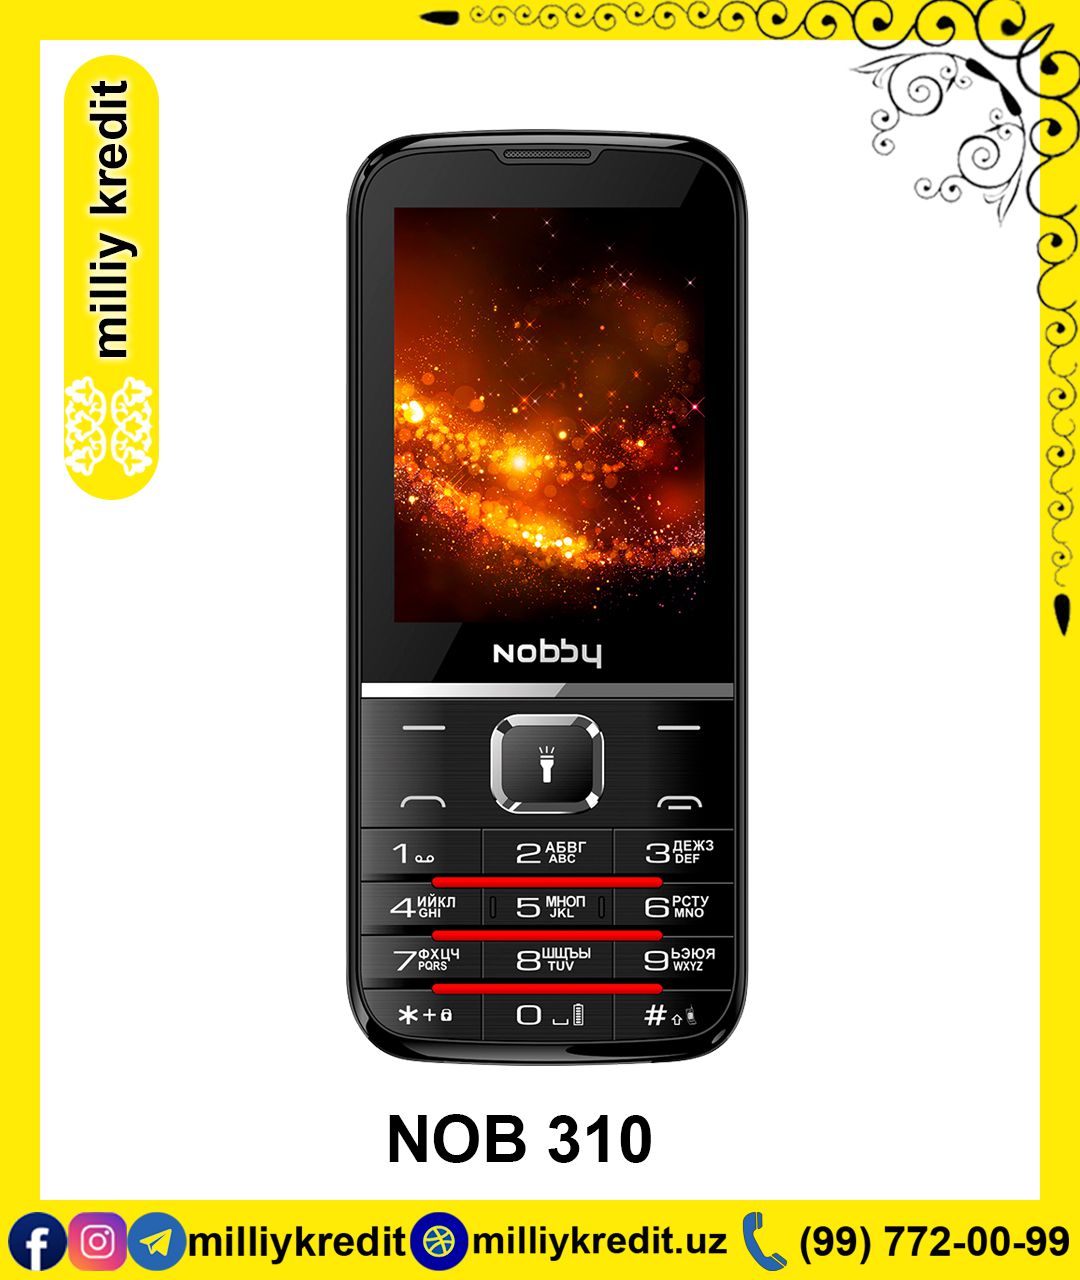 milliy kredit
Nobby
1
2 АБВГ ABC
3 ДЕЖЗ DEF
4 ИЙКЛ GHI
5 МНОП JKL
6 РСТУ MNO
7 ФХЦЧ PQRS
8 ШЩЪЫ TUV
9 ЬЭЮЯ WXYZ
* +
0
#
NOB 310
milliykredit milliykredit.uz (99) 772-00-99